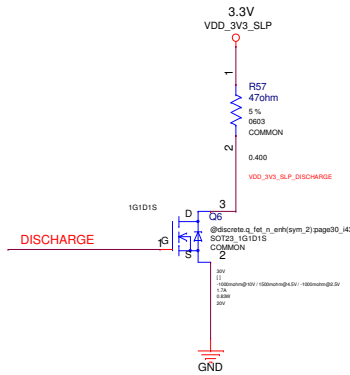 3.3V
VDD_3V3_SLP
1
R57
47ohm
5 %
0603
COMMON
2
0.400
VDD_3V3_SLP_DISCHARGE
1G1D1S
3
D
Q6
@discrete.q_fet_n_enh(sym_2):page30_i42
DISCHARGE
1
G
SOT23_1G1D1S
COMMON
S
2
30V
[ ]
-1000mohm@10V / 1500mohm@4.5V / -1000mohm@2.5V
1.7A
0.83W
20V
GND